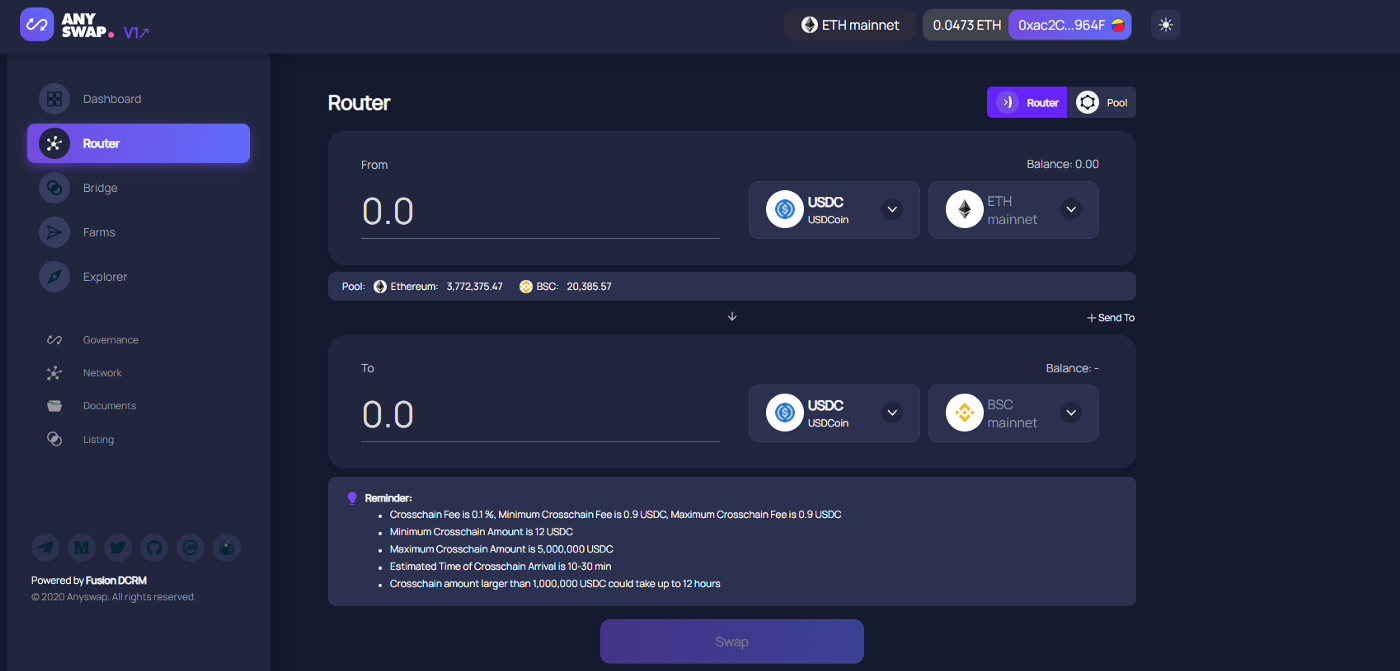 ANY
SWAP.
V1↗
ETH mainnet
0.0473 ETH
0xac2C...964F
Dashboard
Router
Bridge
Farms
Explorer
Governance
Network
Documents
Listing
Powered by Fusion DCRM
© 2020 Anyswap. All rights reserved.
Router
Router
Pool
From
Balance: 0.00
0.0
USDC
USDCoin
ETH
mainnet
Pool: Ethereum: 3,772,375.47 BSC: 20,385.57
+ Send To
To
Balance: -
0.0
USDC
USDCoin
BSC
mainnet
Reminder:
• Crosschain Fee is 0.1 %, Minimum Crosschain Fee is 0.9 USDC, Maximum Crosschain Fee is 0.9 USDC
• Minimum Crosschain Amount is 12 USDC
• Maximum Crosschain Amount is 5,000,000 USDC
• Estimated Time of Crosschain Arrival is 10-30 min
• Crosschain amount larger than 1,000,000 USDC could take up to 12 hours
Swap